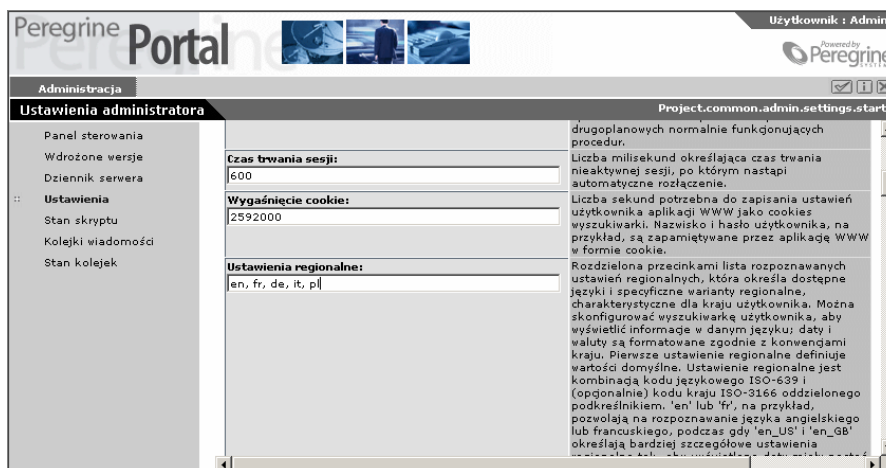 Peregrine Portal
Użytkownik : Admin
Powered by
Peregrine
SYSTEMS
Administracja
Ustawienia administratora
Project.common.admin.settings.start
Panel sterowania
Wdrożone wersje
Dziennik serwera
Ustawienia
Stan skryptu
Kolejki wiadomości
Stan kolejek
drugoplanowych normalnie funkcjonujących
procedur.
Czas trwania sesji:
600
Liczba milisekund określająca czas trwania
nieaktywnej sesji, po którym nastąpi
automatyczne rozłączenie.
Wygaśnięcie cookie:
2592000
Liczba sekund potrzebna do zapisania ustawień
użytkownika aplikacji WWW jako cookies
wyszukiwarki. Nazwisko i hasło użytkownika, na
przykład, są zapamiętywane przez aplikację WWW
w formie cookie.
Ustawienia regionalne:
en, fr, de, it, pl
Rozdzielona przecinkami lista rozpoznawanych
ustawień regionalnych, która określa dostępne
języki i specyficzne warianty regionalne,
charakterystyczne dla kraju użytkownika. Można
skonfigurować wyszukiwarkę użytkownika, aby
wyświetlić informacje w danym języku; daty i
waluty są formatowane zgodnie z konwencjami
kraju. Pierwsze ustawienie regionalne definiuje
wartości domyślne. Ustawienie regionalne jest
kombinacją kodu językowego ISO-639 i
(opcjonalnie) kodu kraju ISO-3166 oddzielonego
podkreślnikiem. 'en' lub 'fr', na przykład,
pozwolają na rozpoznawanie języka angielskiego
lub francuskiego, podczas gdy 'en_US' i 'en_GB'
określają bardziej szczegółowe ustawienia